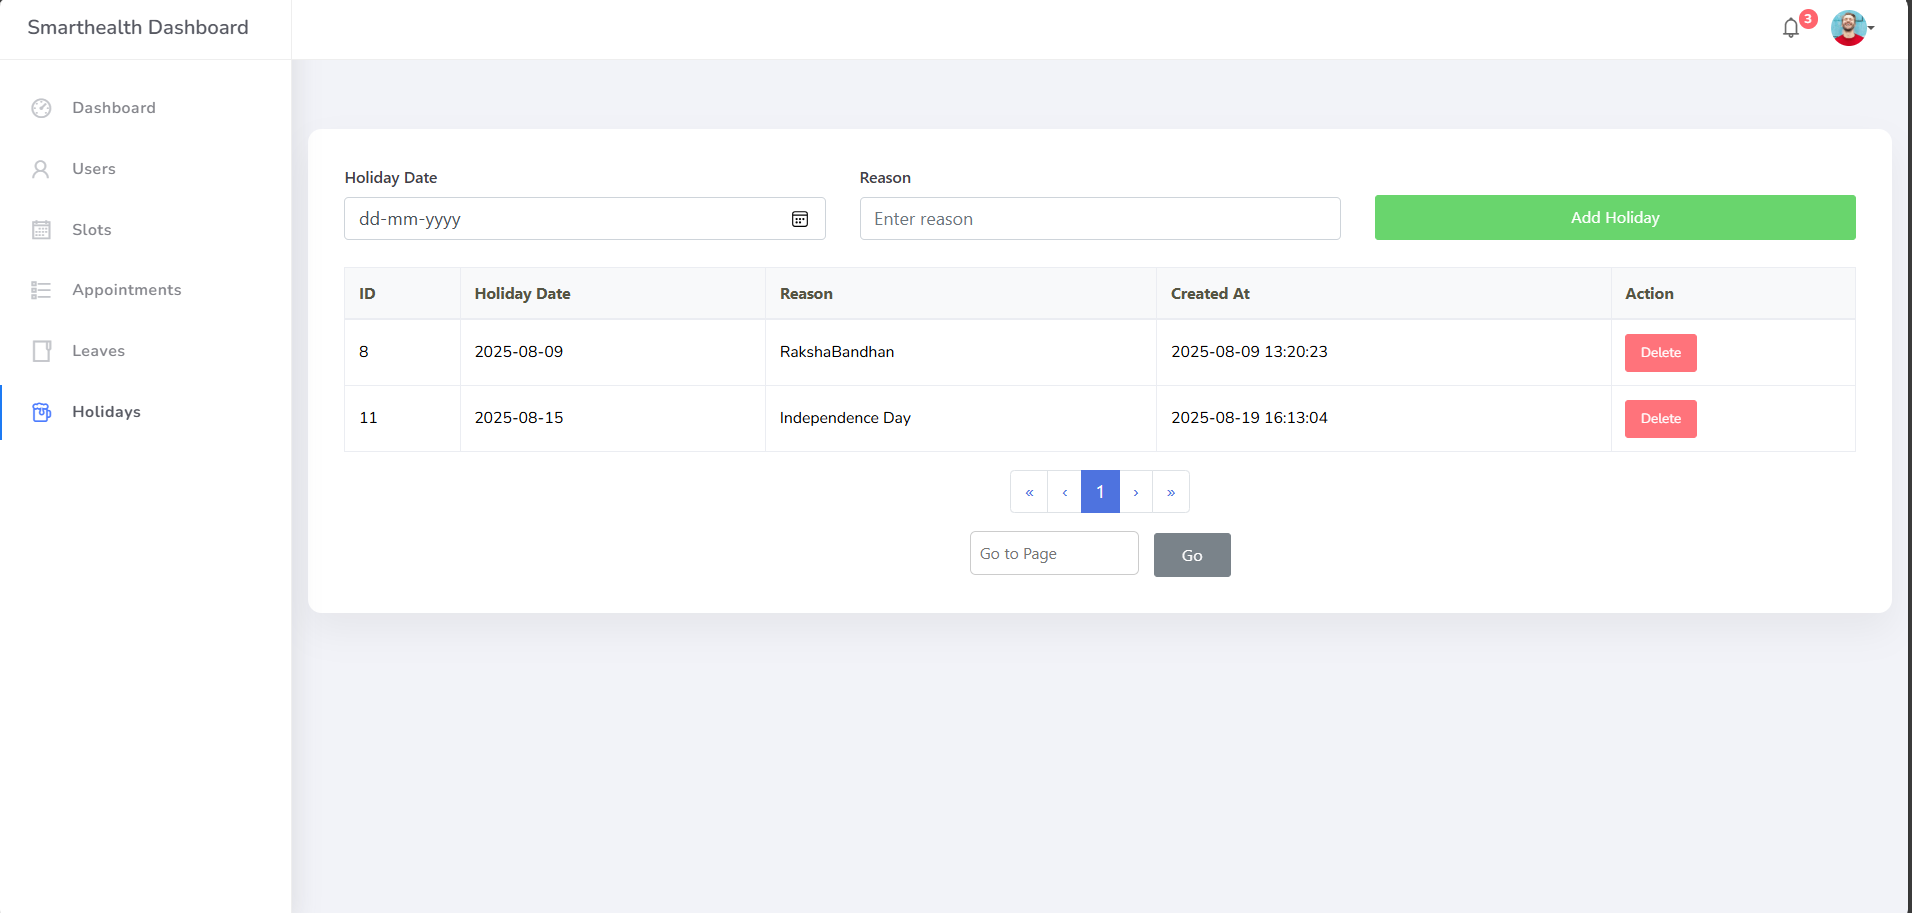 Smarthealth Dashboard
3
Dashboard
Users
Slots
Appointments
Leaves
Holidays
Holiday Date
Reason
dd-mm-yyyy
Enter reason
Add Holiday
ID Holiday Date Reason Created At Action
8 2025-08-09 RakshaBandhan 2025-08-09 13:20:23 Delete
11 2025-08-15 Independence Day 2025-08-19 16:13:04 Delete
« ‹ 1 › »
Go to Page Go